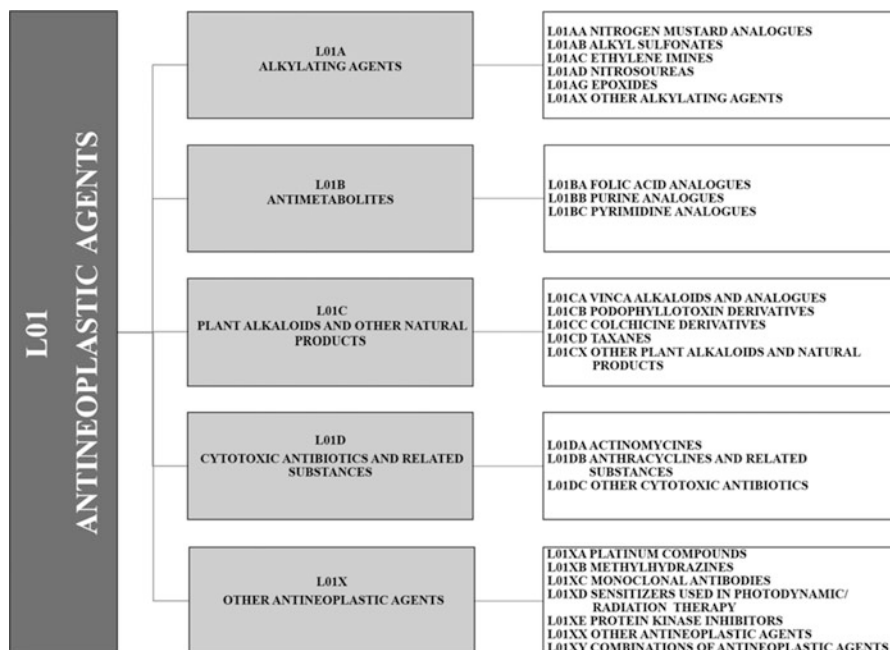 L01
ANTINEOPLASTIC AGENTS
L01A
ALKYLATING AGENTS
L01AA NITROGEN MUSTARD ANALOGUES
L01AB ALKYL SULFONATES
L01AC ETHYLENE IMINES
L01AD NITROSOUREAS
L01AG EPOXIDES
L01AX OTHER ALKYLATING AGENTS
L01B
ANTIMETABOLITES
L01BA FOLIC ACID ANALOGUES
L01BB PURINE ANALOGUES
L01BC PYRIMIDINE ANALOGUES
L01C
PLANT ALKALOIDS AND OTHER NATURAL
PRODUCTS
L01CA VINCA ALKALOIDS AND ANALOGUES
L01CB PODOPHYLLOTOXIN DERIVATIVES
L01CC COLCHICINE DERIVATIVES
L01CD TAXANES
L01CX OTHER PLANT ALKALOIDS AND NATURAL
PRODUCTS
L01D
CYTOTOXIC ANTIBIOTICS AND RELATED
SUBSTANCES
L01DA ACTINOMYCINES
L01DB ANTHRACYCLINES AND RELATED
SUBSTANCES
L01DC OTHER CYTOTOXIC ANTIBIOTICS
L01X
OTHER ANTINEOPLASTIC AGENTS
L01XA PLATINUM COMPOUNDS
L01XB METHYLHYDRAZINES
L01XC MONOCLONAL ANTIBODIES
L01XD SENSITIZERS USED IN PHOTODYNAMIC/
RADIATION THERAPY
L01XE PROTEIN KINASE INHIBITORS
L01XX OTHER ANTINEOPLASTIC AGENTS
L01XY COMBINATIONS OF ANTINEOPLASTIC AGENTS